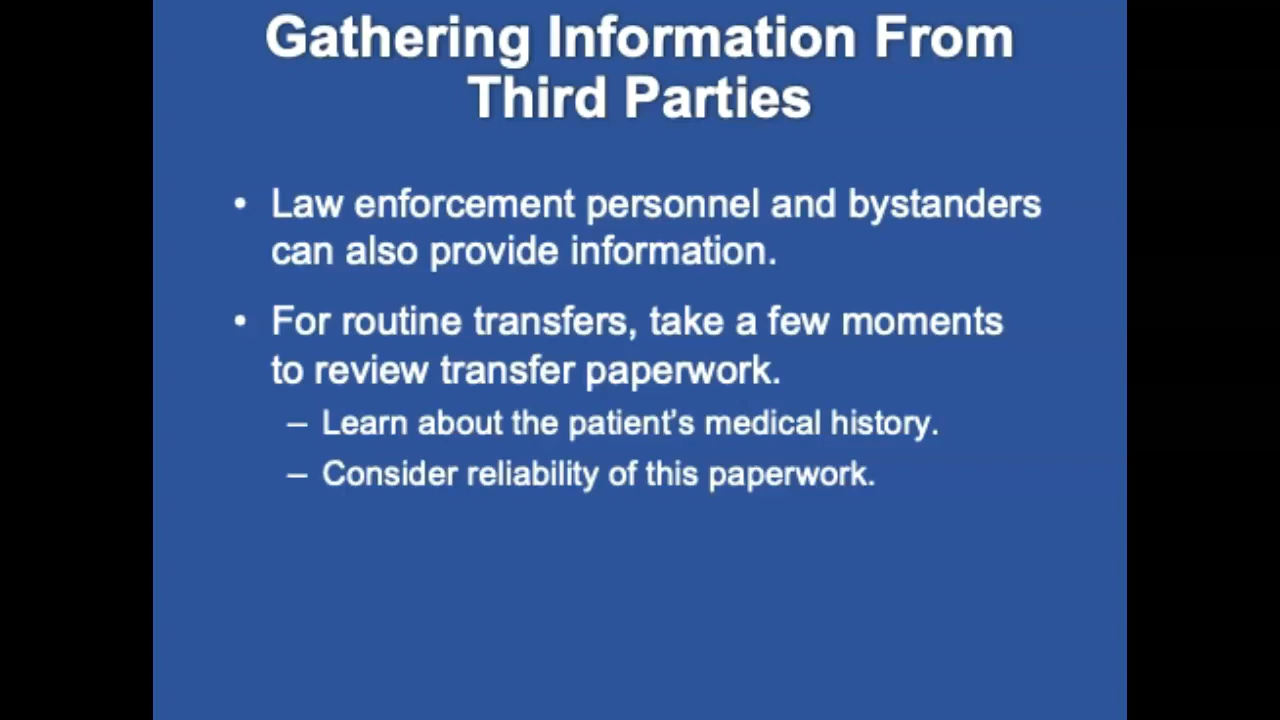 Gathering Information From
Third Parties
• Law enforcement personnel and bystanders
can also provide information.
• For routine transfers, take a few moments
to review transfer paperwork.
– Learn about the patient’s medical history.
– Consider reliability of this paperwork.